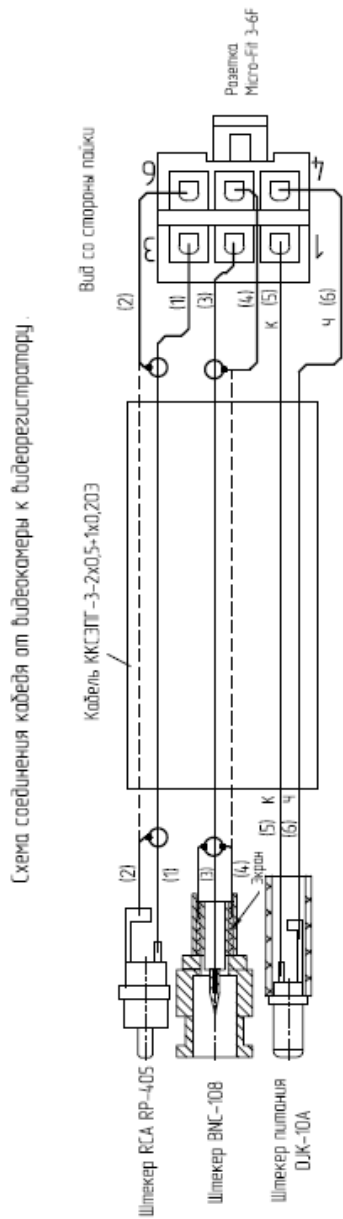 Схема соединения кабедя от видеокамеры к видеорегистратору.
Кабель ККСЭПГ-3-2х0,5+1х0,203
Вид со стороны пайки
Розетка
Micro-Fit 3-6F
6
4
3
1
(2)
(1)
(3)
(4)
К (5)
Ч (6)
(2)
(1)
(3)
(4)
экран
(5) К
(6) Ч
Штекер RCA RP-405
Штекер BNC-108
Штекер питания
DJK-10A